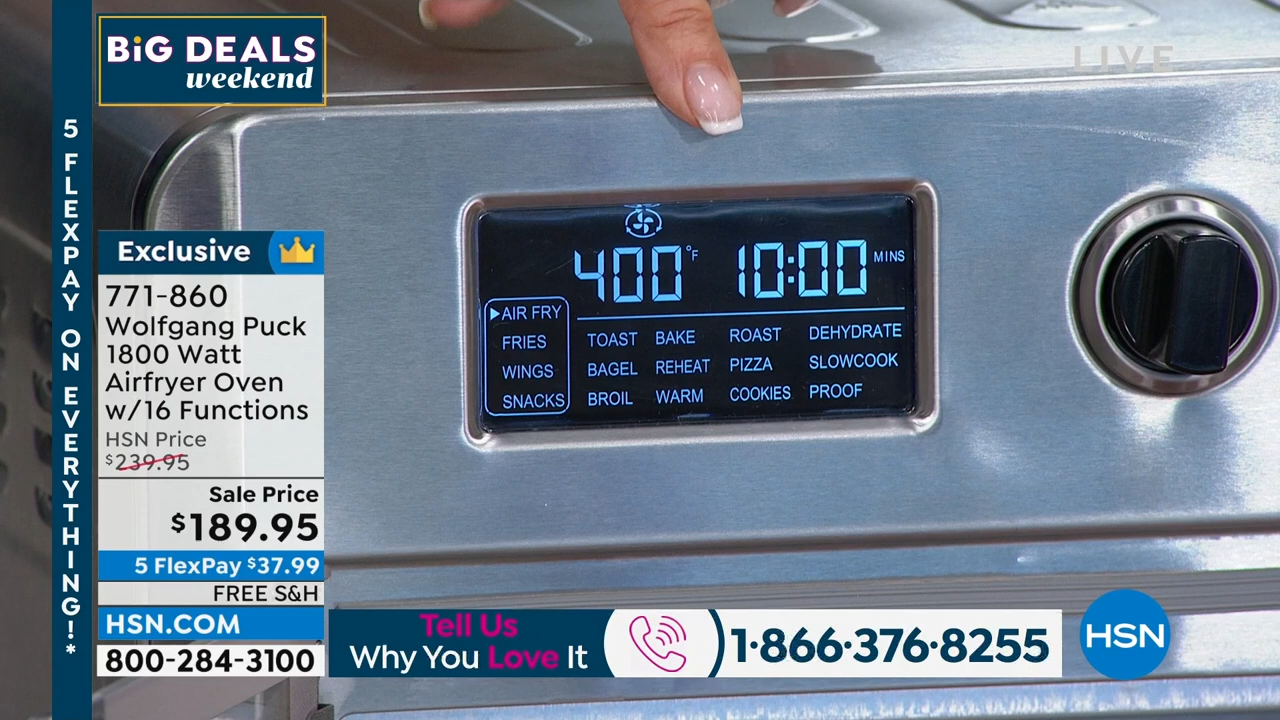 BiG DEALS
weekend
LIVE
5 FLEXPAY ON EVERYTHING!*
Exclusive
771-860
Wolfgang Puck
1800 Watt
Airfryer Oven
w/16 Functions
HSN Price
$239.95
Sale Price
$189.95
5 FlexPay $37.99
FREE S&H
HSN.COM
800-284-3100
400°F 10:00 MINS
AIR FRY
FRIES
WINGS
SNACKS
TOAST BAKE ROAST DEHYDRATE
BAGEL REHEAT PIZZA SLOWCOOK
BROIL WARM COOKIES PROOF
Tell Us
Why You Love It
1•866•376•8255
HSN